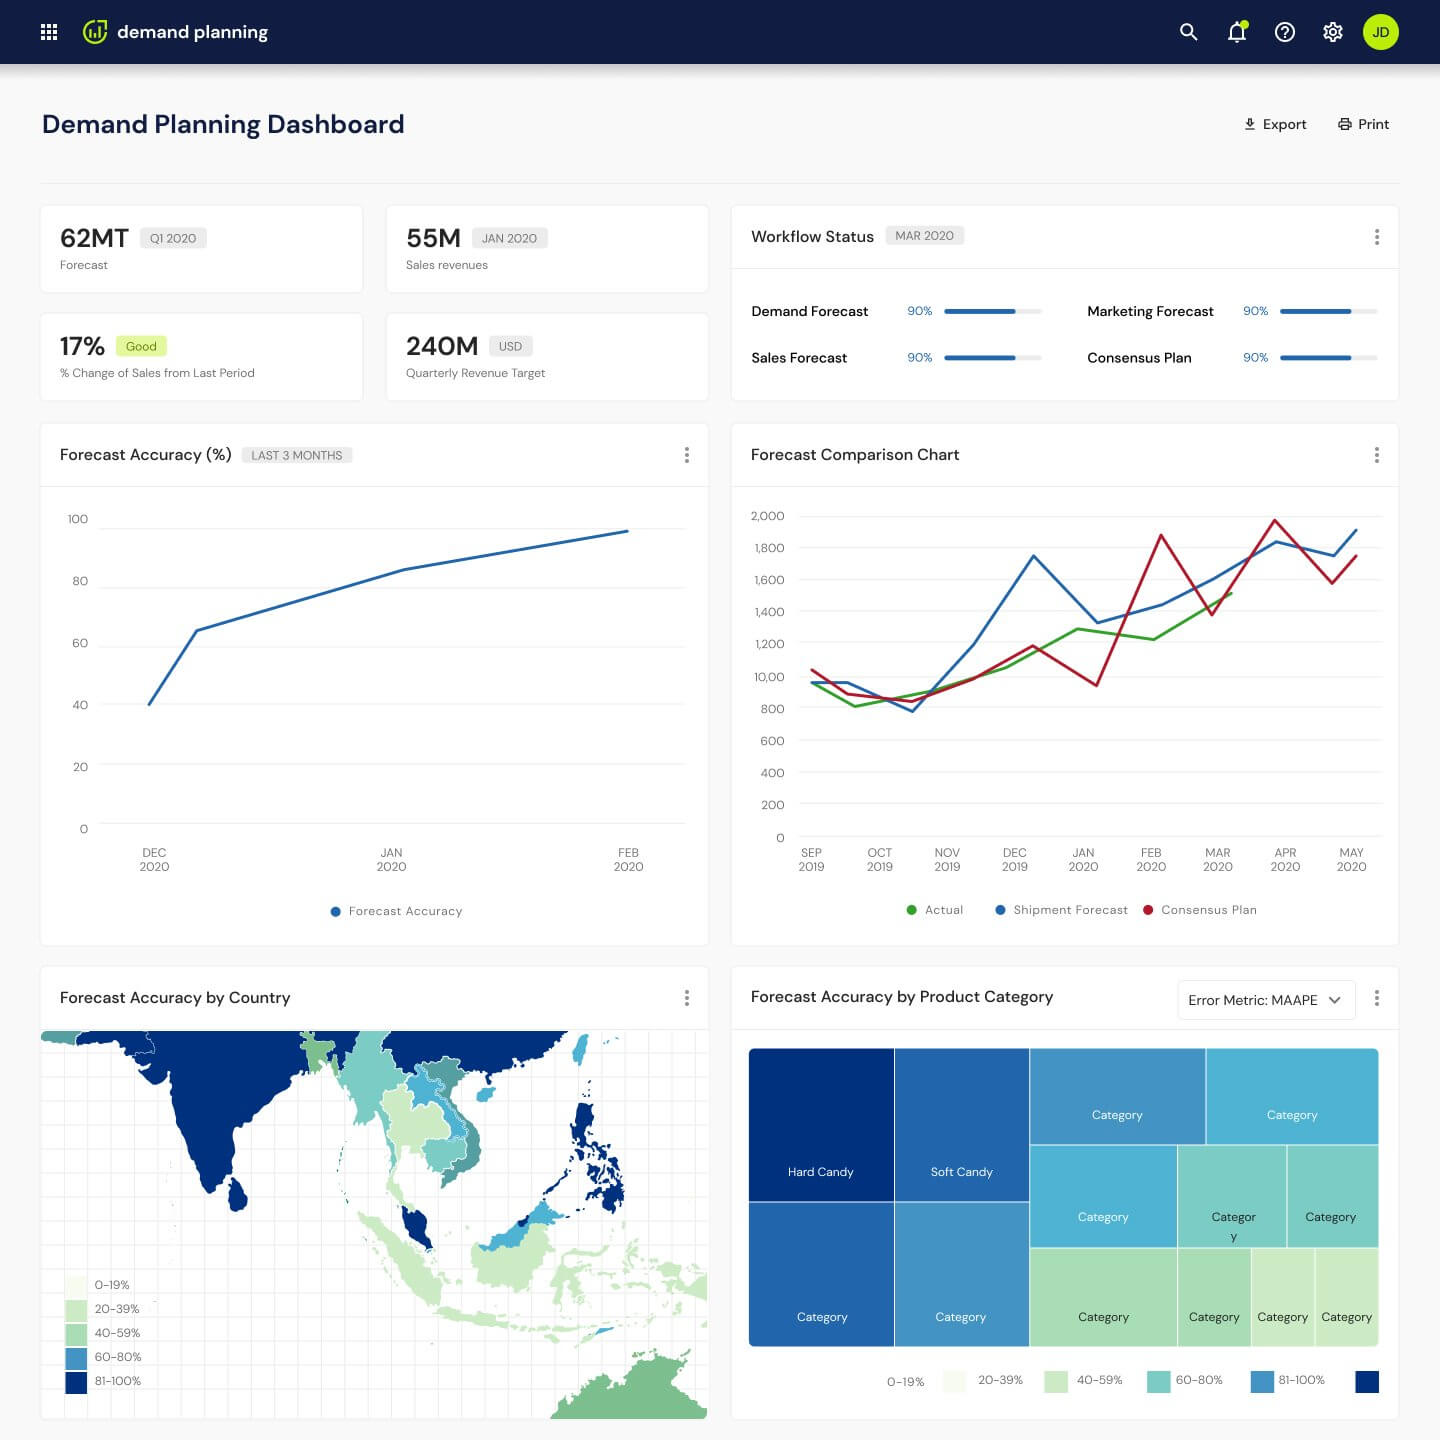 demand planning
JD
Demand Planning Dashboard
Export
Print
62MT Q1 2020
Forecast
55M JAN 2020
Sales revenues
17% Good
% Change of Sales from Last Period
240M USD
Quarterly Revenue Target
Workflow Status MAR 2020
Demand Forecast 90%
Marketing Forecast 90%
Sales Forecast 90%
Consensus Plan 90%
Forecast Accuracy (%) LAST 3 MONTHS
100
80
60
40
20
0
DEC
2020
JAN
2020
FEB
2020
Forecast Accuracy
Forecast Comparison Chart
2,000
1,800
1,600
1,400
1,200
10,00
800
600
400
200
0
SEP
2019
OCT
2019
NOV
2019
DEC
2019
JAN
2020
FEB
2020
MAR
2020
APR
2020
MAY
2020
Actual
Shipment Forecast
Consensus Plan
Forecast Accuracy by Country
0-19%
20-39%
40-59%
60-80%
81-100%
Forecast Accuracy by Product Category
Error Metric: MAAPE
Hard Candy
Soft Candy
Category
Category
Category
Categor
y
Category
Category
Category
Category
Category
Category
Category
0-19%
20-39%
40-59%
60-80%
81-100%